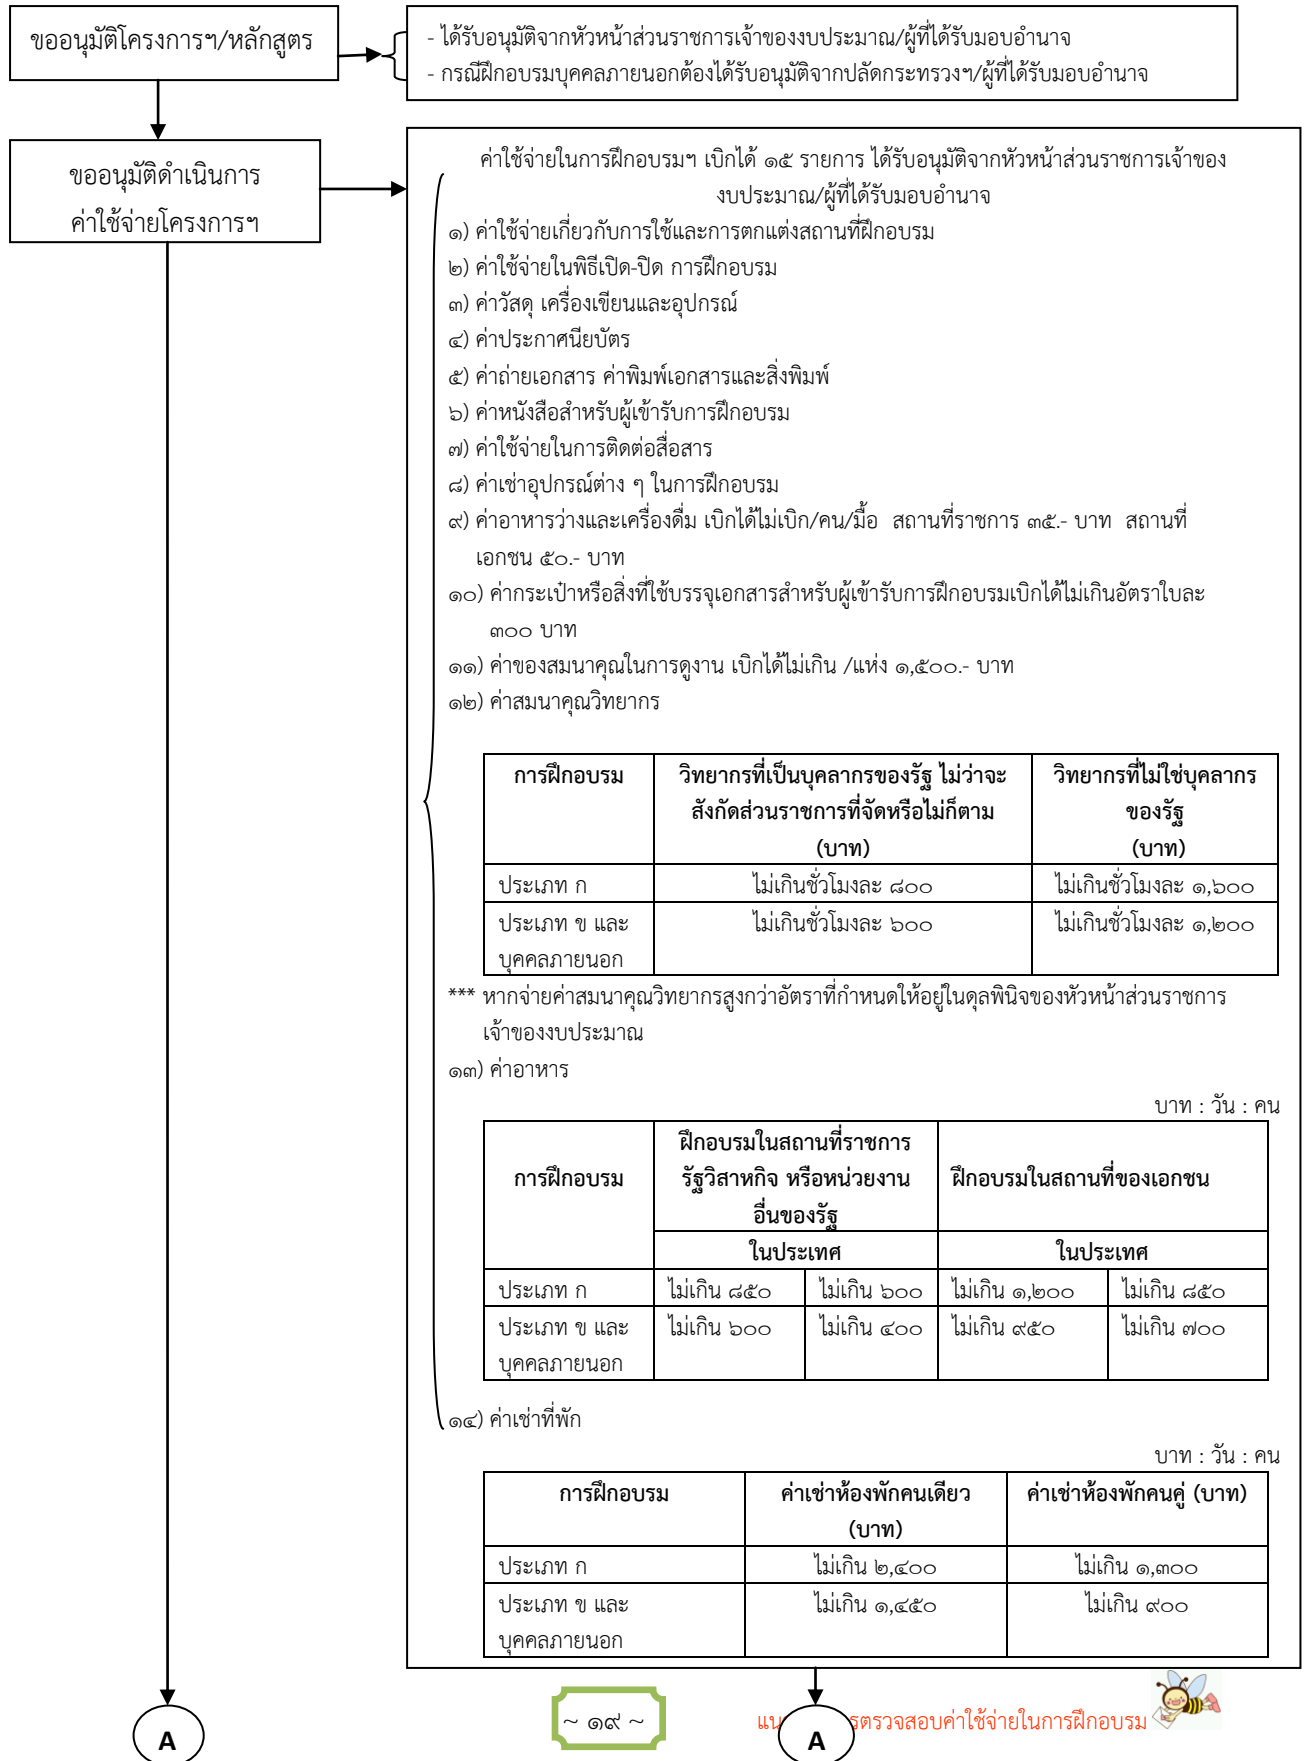 ขออนุมัติโครงการฯ/หลักสูตร
- ได้รับอนุมัติจากหัวหน้าส่วนราชการเจ้าของงบประมาณ/ผู้ที่ได้รับมอบอำนาจ
- กรณีฝึกอบรมบุคคลภายนอกต้องได้รับอนุมัติจากปลัดกระทรวงฯ/ผู้ที่ได้รับมอบอำนาจ
ขออนุมัติดำเนินการ
ค่าใช้จ่ายโครงการฯ
ค่าใช้จ่ายในการฝึกอบรมฯ เบิกได้ ๑๕ รายการ ได้รับอนุมัติจากหัวหน้าส่วนราชการเจ้าของ
งบประมาณ/ผู้ที่ได้รับมอบอำนาจ
๑) ค่าใช้จ่ายเกี่ยวกับการใช้และการตกแต่งสถานที่ฝึกอบรม
๒) ค่าใช้จ่ายในพิธีเปิด-ปิด การฝึกอบรม
๓) ค่าวัสดุ เครื่องเขียนและอุปกรณ์
๔) ค่าประกาศนียบัตร
๕) ค่าถ่ายเอกสาร ค่าพิมพ์เอกสารและสิ่งพิมพ์
๖) ค่าหนังสือสำหรับผู้เข้ารับการฝึกอบรม
๗) ค่าใช้จ่ายในการติดต่อสื่อสาร
๘) ค่าเช่าอุปกรณ์ต่าง ๆ ในการฝึกอบรม
๙) ค่าอาหารว่างและเครื่องดื่ม เบิกได้ไม่เบิก/คน/มื้อ สถานที่ราชการ ๓๕.- บาท สถานที่
เอกชน ๕๐.- บาท
๑๐) ค่ากระเป๋าหรือสิ่งที่ใช้บรรจุเอกสารสำหรับผู้เข้ารับการฝึกอบรมเบิกได้ไม่เกินอัตราใบละ
๓๐๐ บาท
๑๑) ค่าของสมนาคุณในการดูงาน เบิกได้ไม่เกิน /แห่ง ๑,๕๐๐.- บาท
๑๒) ค่าสมนาคุณวิทยากร
การฝึกอบรม วิทยากรที่เป็นบุคลากรของรัฐ ไม่ว่าจะ วิทยากรที่ไม่ใช่บุคลากร
สังกัดส่วนราชการที่จัดหรือไม่ก็ตาม ของรัฐ
(บาท) (บาท)
ประเภท ก ไม่เกินชั่วโมงละ ๘๐๐ ไม่เกินชั่วโมงละ ๑,๖๐๐
ประเภท ข และ ไม่เกินชั่วโมงละ ๖๐๐ ไม่เกินชั่วโมงละ ๑,๒๐๐
บุคคลภายนอก
*** หากจ่ายค่าสมนาคุณวิทยากรสูงกว่าอัตราที่กำหนดให้อยู่ในดุลพินิจของหัวหน้าส่วนราชการ
เจ้าของงบประมาณ
๑๓) ค่าอาหาร
บาท : วัน : คน
ฝึกอบรมในสถานที่ราชการ
การฝึกอบรม รัฐวิสาหกิจ หรือหน่วยงาน ฝึกอบรมในสถานที่ของเอกชน
อื่นของรัฐ
ในประเทศ ในประเทศ
ประเภท ก ไม่เกิน ๘๕๐ ไม่เกิน ๖๐๐ ไม่เกิน ๑,๒๐๐ ไม่เกิน ๘๕๐
ประเภท ข และ ไม่เกิน ๖๐๐ ไม่เกิน ๔๐๐ ไม่เกิน ๙๕๐ ไม่เกิน ๗๐๐
บุคคลภายนอก
๑๔) ค่าเช่าที่พัก
บาท : วัน : คน
การฝึกอบรม ค่าเช่าห้องพักคนเดียว ค่าเช่าห้องพักคนคู่ (บาท)
(บาท)
ประเภท ก ไม่เกิน ๒,๔๐๐ ไม่เกิน ๑,๓๐๐
ประเภท ข และ ไม่เกิน ๑,๔๕๐ ไม่เกิน ๙๐๐
บุคคลภายนอก
~ ๑๙ ~
ตรวจสอบค่าใช้จ่ายในการฝึกอบรม
A A